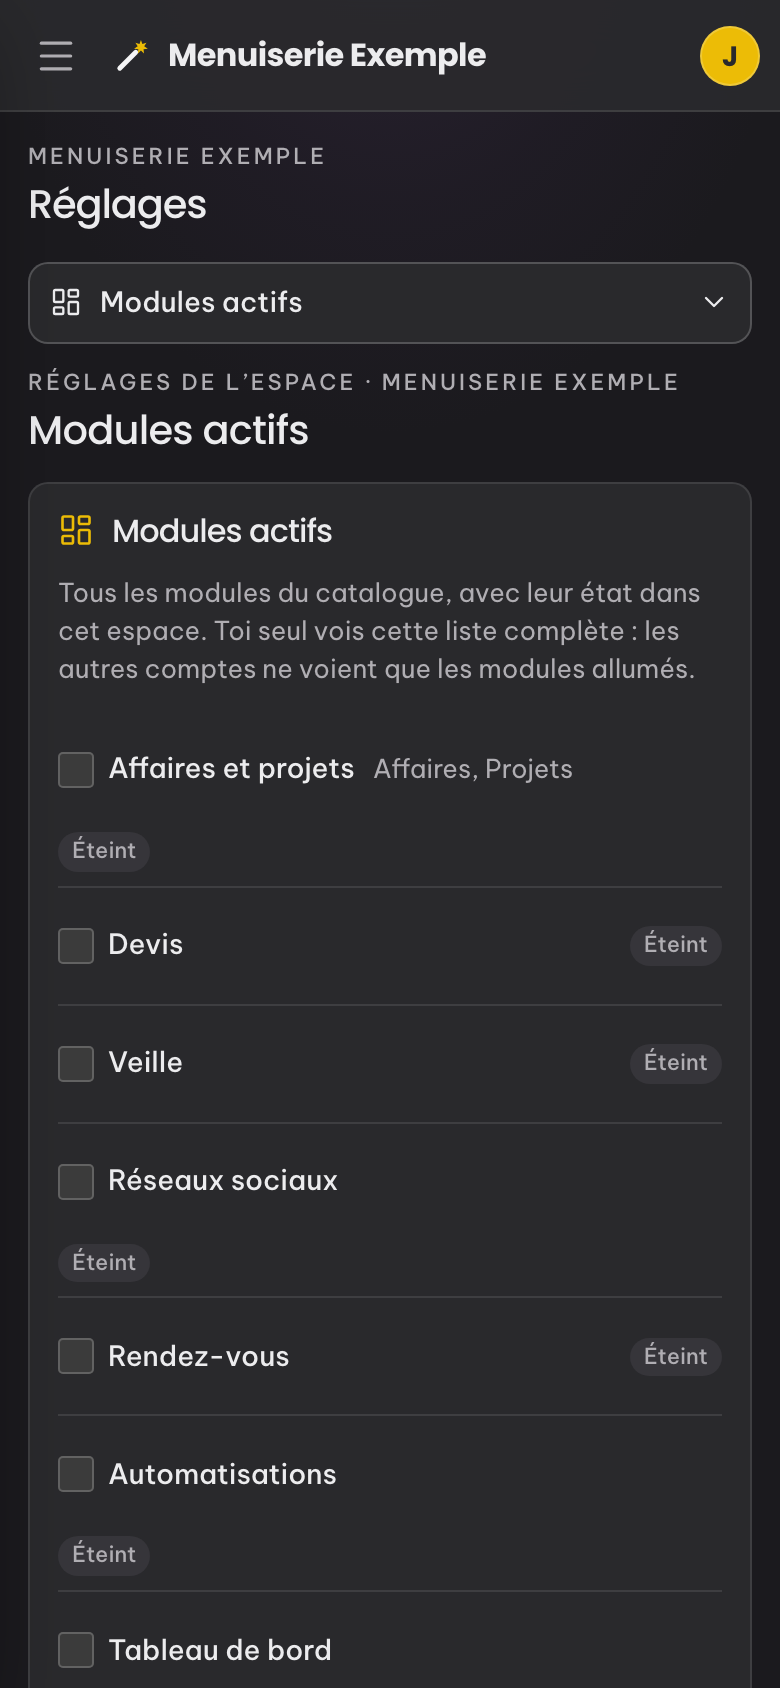 Menuiserie Exemple
J
MENUISERIE EXEMPLE
Réglages
Modules actifs
RÉGLAGES DE L’ESPACE · MENUISERIE EXEMPLE
Modules actifs
Modules actifs
Tous les modules du catalogue, avec leur état dans
cet espace. Toi seul vois cette liste complète : les
autres comptes ne voient que les modules allumés.
Affaires et projets Affaires, Projets
Éteint
Devis Éteint
Veille Éteint
Réseaux sociaux
Éteint
Rendez-vous Éteint
Automatisations
Éteint
Tableau de bord